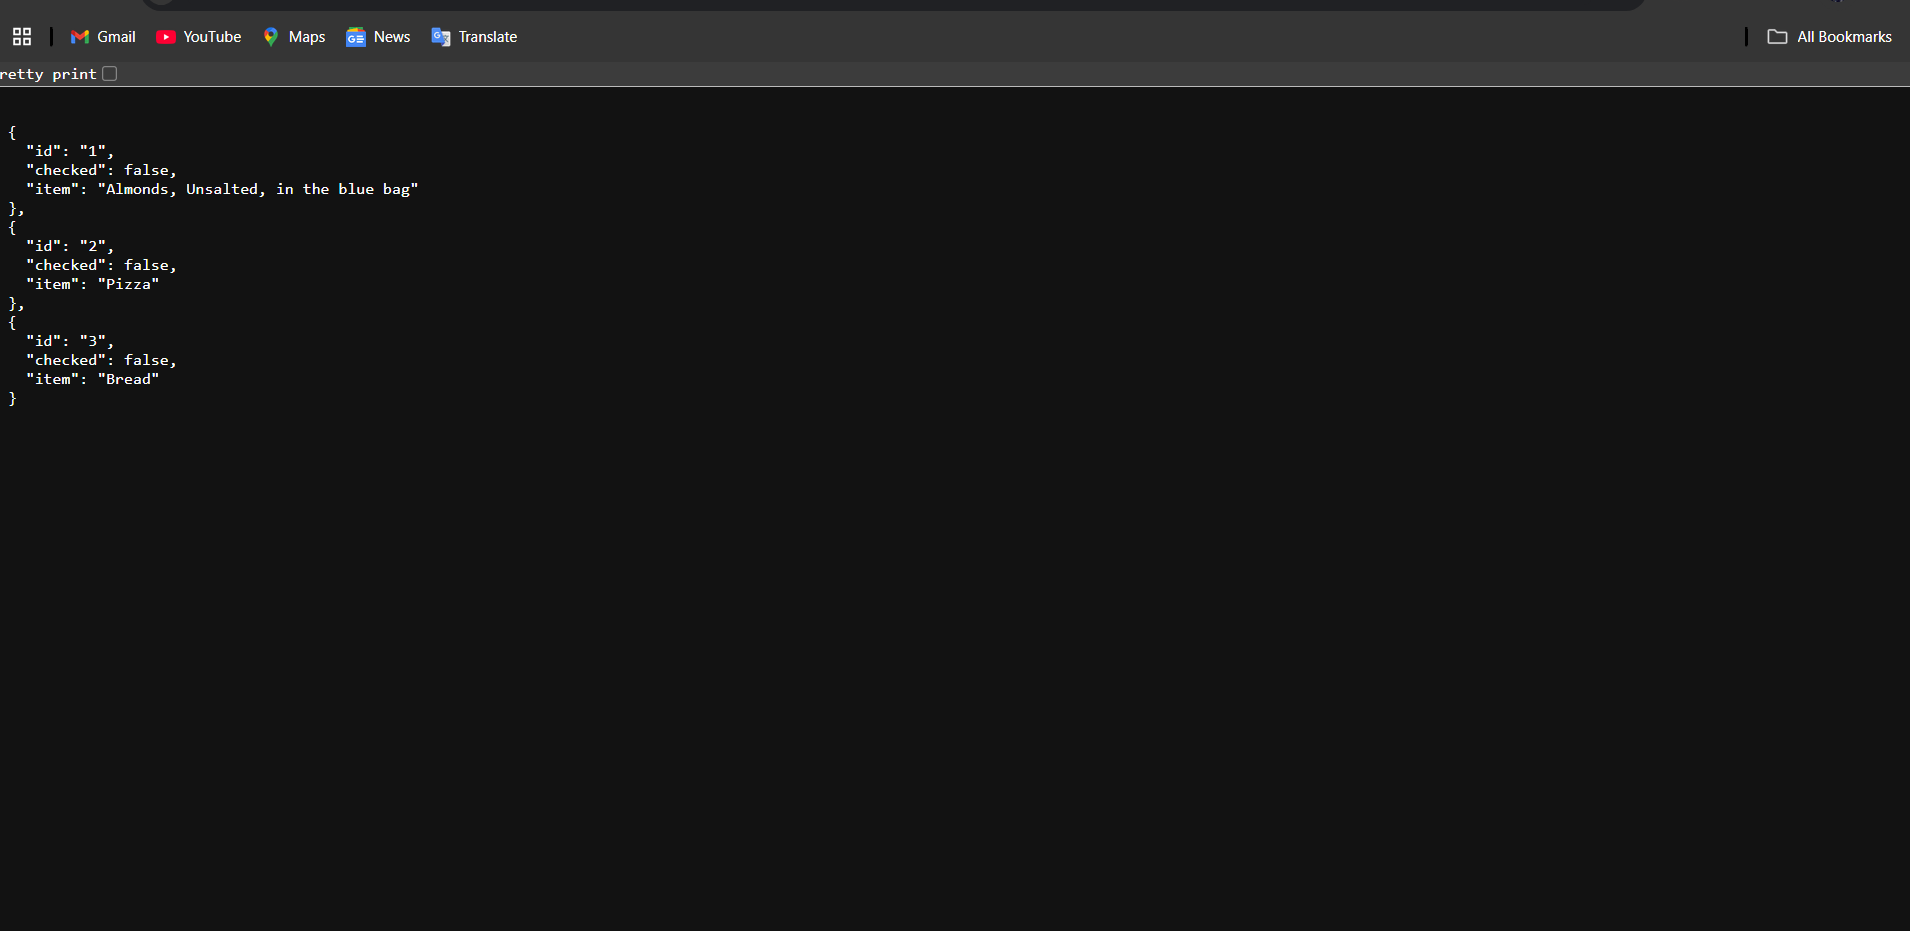 Gmail YouTube Maps News Translate All Bookmarks
retty print
{
"id": "1",
"checked": false,
"item": "Almonds, Unsalted, in the blue bag"
},
{
"id": "2",
"checked": false,
"item": "Pizza"
},
{
"id": "3",
"checked": false,
"item": "Bread"
}